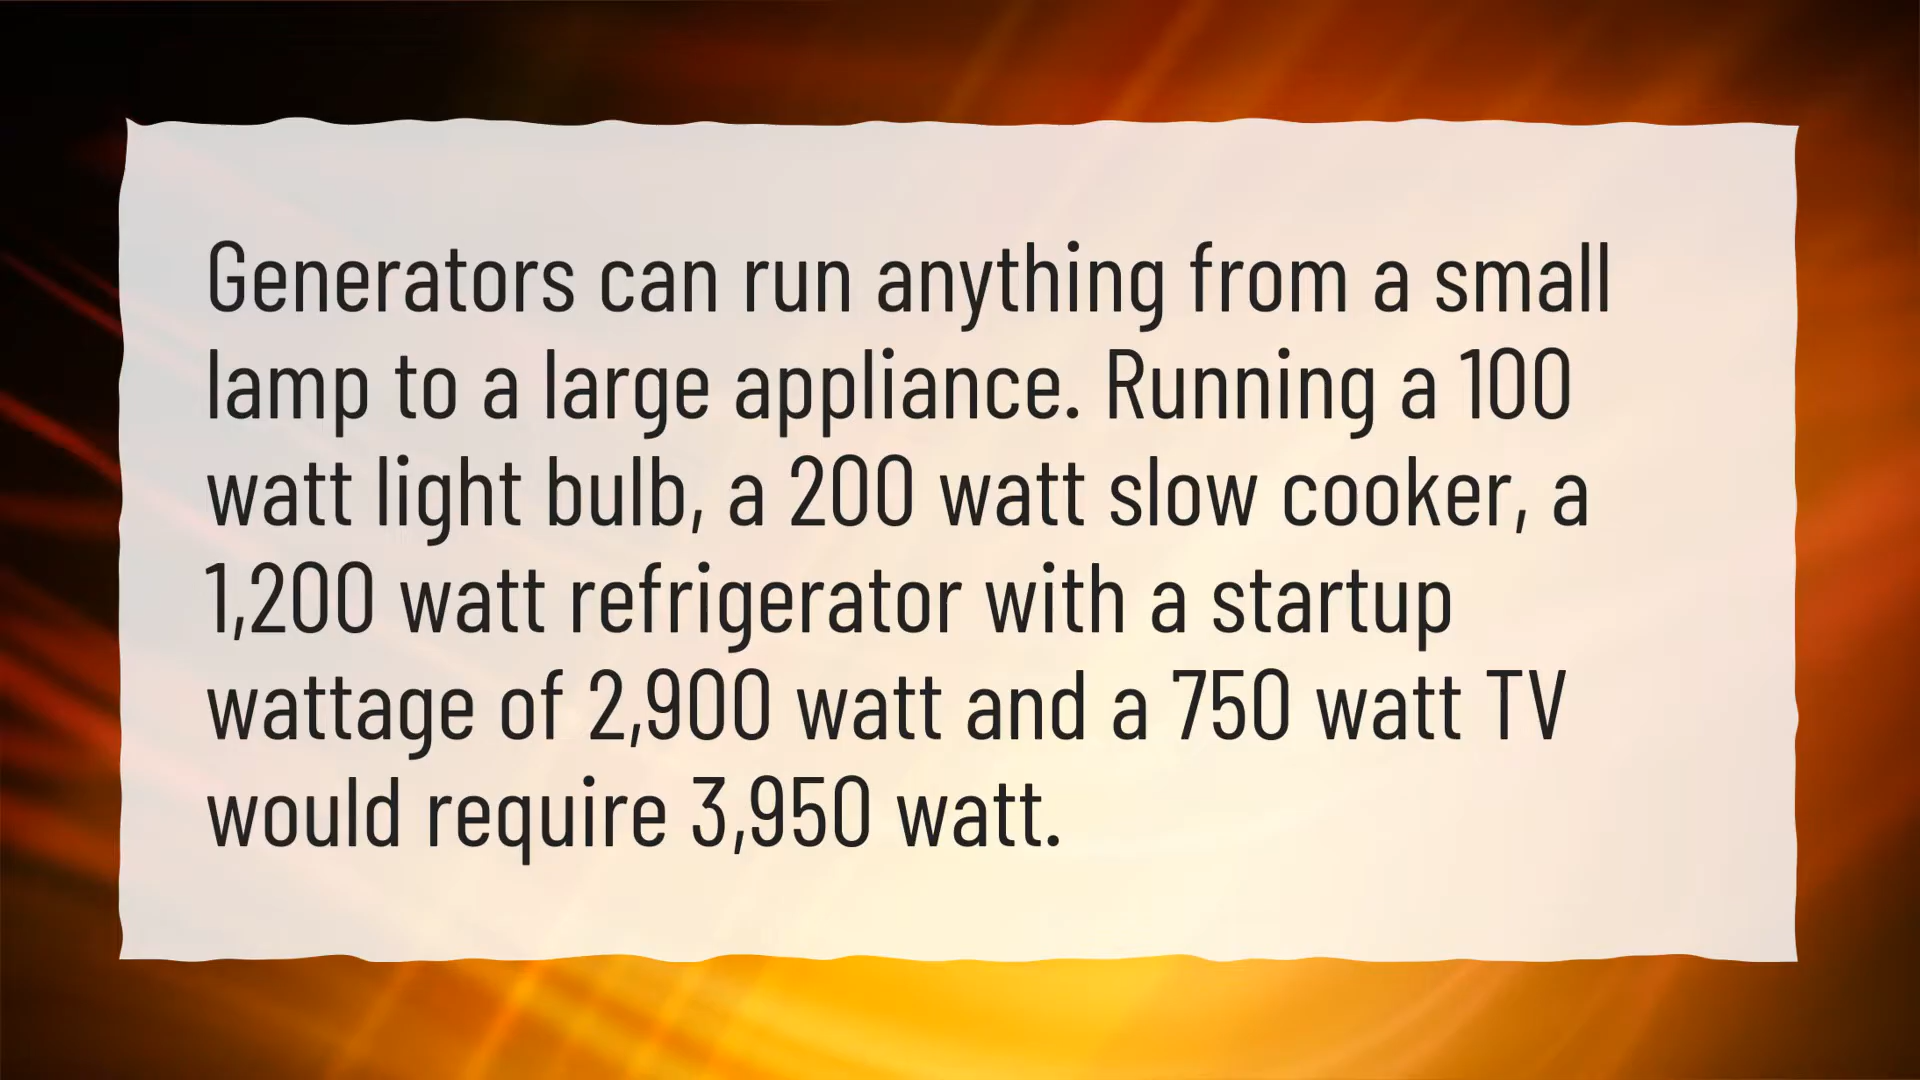 Generators can run anything from a small
lamp to a large appliance. Running a 100
watt light bulb, a 200 watt slow cooker, a
1,200 watt refrigerator with a startup
wattage of 2,900 watt and a 750 watt TV
would require 3,950 watt.